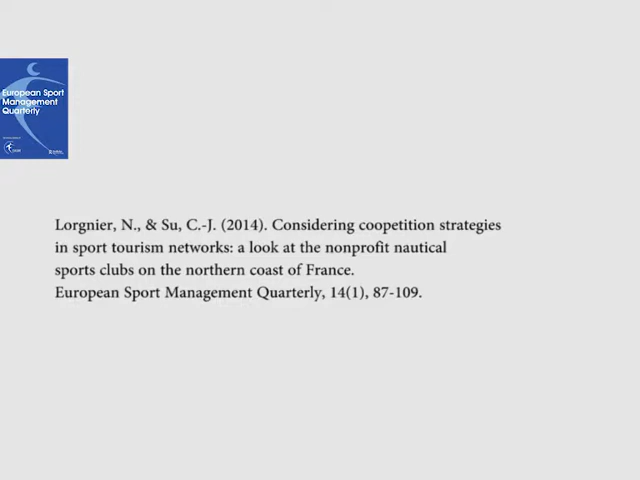 European Sport
Management
Quarterly
Lorgnier, N., & Su, C.-J. (2014). Considering coopetition strategies
in sport tourism networks: a look at the nonprofit nautical
sports clubs on the northern coast of France.
European Sport Management Quarterly, 14(1), 87-109.